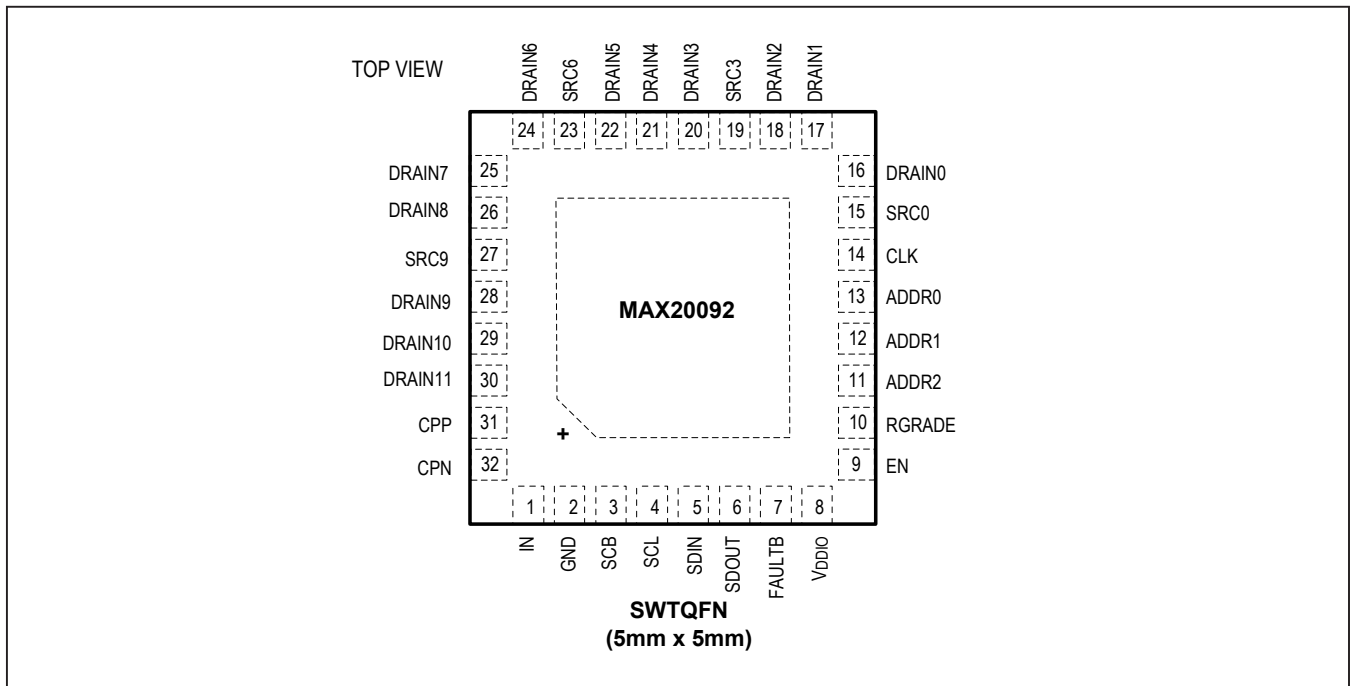 TOP VIEW
DRAIN6
SRC6
DRAIN5
DRAIN4
DRAIN3
SRC3
DRAIN2
DRAIN1
24 23 22 21 20 19 18 17
DRAIN7 25
DRAIN8 26
SRC9 27
DRAIN9 28
DRAIN10 29
DRAIN11 30
CPP 31
CPN 32
MAX20092
+
16 DRAIN0
15 SRC0
14 CLK
13 ADDR0
12 ADDR1
11 ADDR2
10 RGRADE
9 EN
1 2 3 4 5 6 7 8
IN
GND
SCB
SCL
SDIN
SDOUT
FAULTB
VDDIO
SWTQFN
(5mm x 5mm)